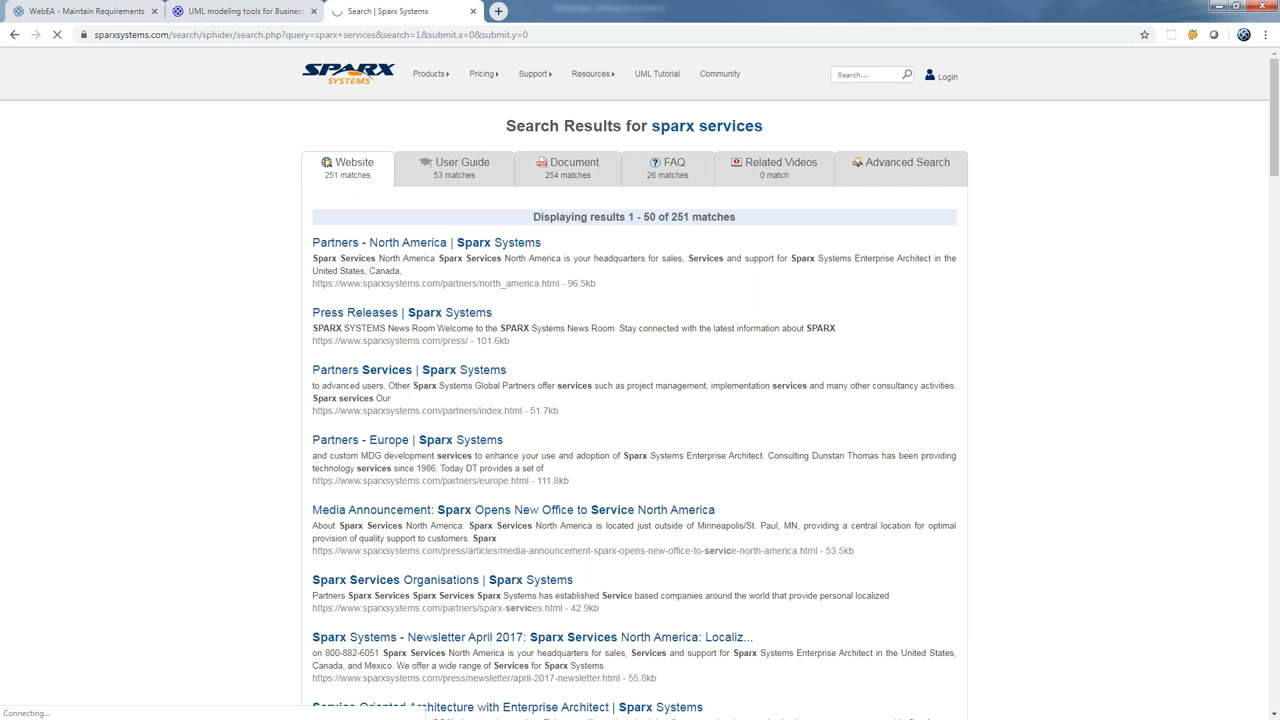 WebEA - Maintain Requirements
UML modeling tools for Busines
Search | Sparx Systems
sparxsystems.com/search/sphider/search.php?query=sparx+services&search=1&submit.x=0&submit.y=0
SPARX SYSTEMS
Products
Pricing
Support
Resources
UML Tutorial
Community
Search...
Login
Search Results for sparx services
Website
251 matches
User Guide
53 matches
Document
254 matches
FAQ
26 matches
Related Videos
0 match
Advanced Search
Displaying results 1 - 50 of 251 matches
Partners - North America | Sparx Systems
Sparx Services North America Sparx Services North America is your headquarters for sales, Services and support for Sparx Systems Enterprise Architect in the
United States, Canada,
https://www.sparxsystems.com/partners/north_america.html - 96.5kb
Press Releases | Sparx Systems
SPARX SYSTEMS News Room Welcome to the SPARX Systems News Room. Stay connected with the latest information about SPARX
https://www.sparxsystems.com/press/ - 101.6kb
Partners Services | Sparx Systems
to advanced users. Other Sparx Systems Global Partners offer services such as project management, implementation services and many other consultancy activities.
Sparx services Our
https://www.sparxsystems.com/partners/index.html - 51.7kb
Partners - Europe | Sparx Systems
and custom MDG development services to enhance your use and adoption of Sparx Systems Enterprise Architect. Consulting Dunstan Thomas has been providing
technology services since 1986. Today DT provides a set of
https://www.sparxsystems.com/partners/europe.html - 111.8kb
Media Announcement: Sparx Opens New Office to Service North America
About Sparx Services North America: Sparx Services North America is located just outside of Minneapolis/St. Paul, MN, providing a central location for optimal
provision of quality support to customers. Sparx
https://www.sparxsystems.com/press/articles/media-announcement-sparx-opens-new-office-to-service-north-america.html - 53.5kb
Sparx Services Organisations | Sparx Systems
Partners Sparx Services Sparx Services Sparx Systems has established Service based companies around the world that provide personal localized
https://www.sparxsystems.com/partners/sparx-services.html - 42.9kb
Sparx Systems - Newsletter April 2017: Sparx Services North America: Localiz...
on 800-882-6051 Sparx Services North America is your headquarters for sales, Services and support for Sparx Systems Enterprise Architect in the United States,
Canada, and Mexico. We offer a wide range of Services for Sparx Systems
https://www.sparxsystems.com/press/newsletter/april-2017-newsletter.html - 55.8kb
Service Oriented Architecture with Enterprise Architect | Sparx Systems
Connecting...